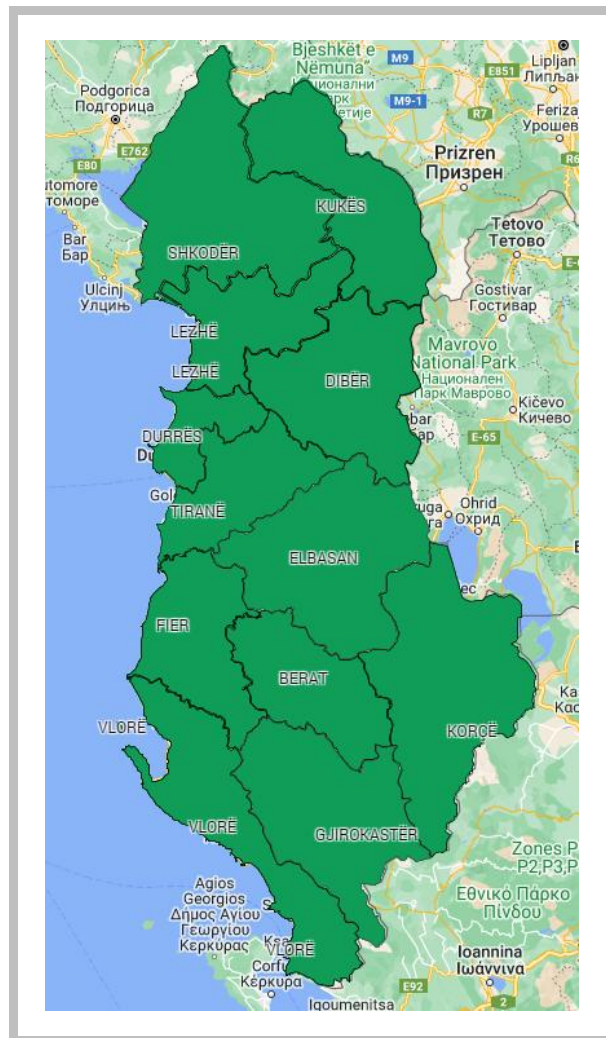 Bjeshkët e
Nëmuna"
M9
Lipljan
Липљан
E851
Podgorica
Подгорица
M9-1
R7
Feriza
Урошев
E762
Prizren
Призрен
R6
E80
utomore
томоре
KUKËS
Tetovo
Тетово
Bar
Бар
SHKODËR
Ulcinj
Улцињ
Gostivar
Гостивар
LEZHË
Mavrovo
National Park
Национален
Парк Маврово
LEZHË
DIBËR
Kičevo
Кичево
DURRËS
E-65
TIRANË
Ohrid
Охрид
ELBASAN
FIER
BERAT
VLORË
KORÇË
VLORË
GJIROKASTËR
Zones P
P2,P3,P
Agios
Georgios
Δήμος Αγίου
Γεωργίου
Κερκύρας
Εθνικό Πάρκο
Πίνδου
VLORË
Corfu
Κέρκυρα
Ioannina
Ιωάννινα
E92
2
Igoumenitsa